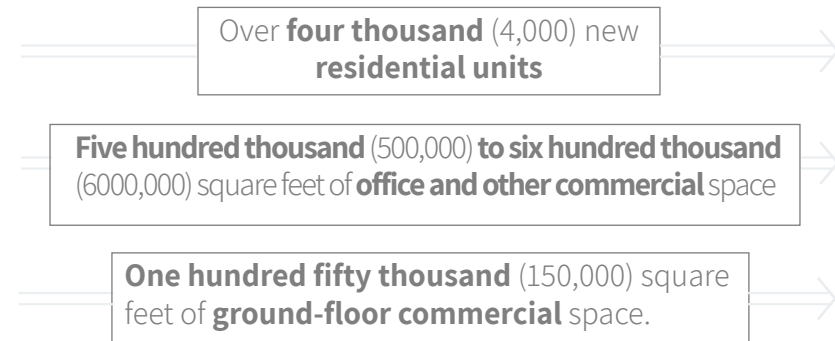 Over four thousand (4,000) new
residential units
Five hundred thousand (500,000) to six hundred thousand
(6000,000) square feet of office and other commercial space
One hundred fifty thousand (150,000) square
feet of ground-floor commercial space.